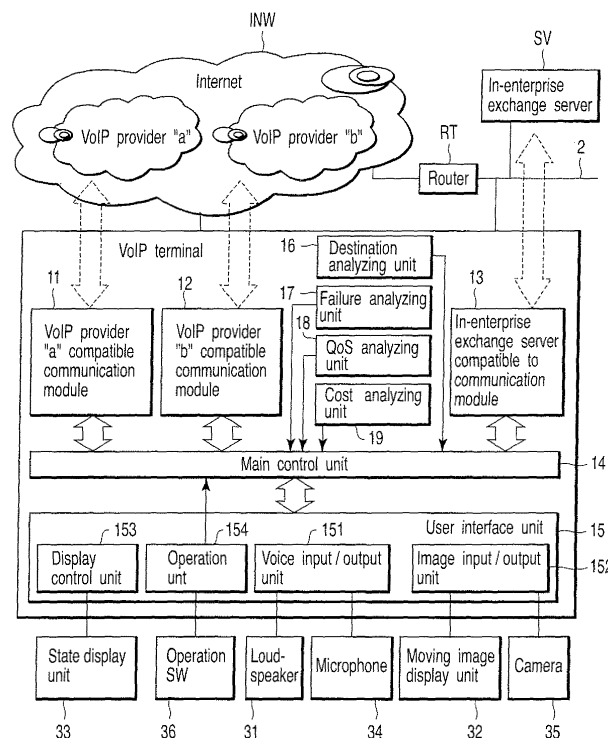 INW
SV
Internet
In-enterprise
exchange server
VoIP provider "a"
VoIP provider "b"
RT
Router
2
VoIP terminal
16
Destination
analyzing unit
11
12
17
13
Failure analyzing
unit
18
VoIP provider
"a" compatible
communication
module
VoIP provider
"b" compatible
communication
module
QoS analyzing
unit
In-enterprise
exchange server
compatible to
communication
module
Cost analyzing
unit
19
Main control unit
14
153
154
151
User interface unit
15
Display
control unit
Operation
unit
Voice input / output
unit
Image input / output
unit
152
State display
unit
Operation
SW
Loud-
speaker
Microphone
Moving image
display unit
Camera
33
36
31
34
32
35